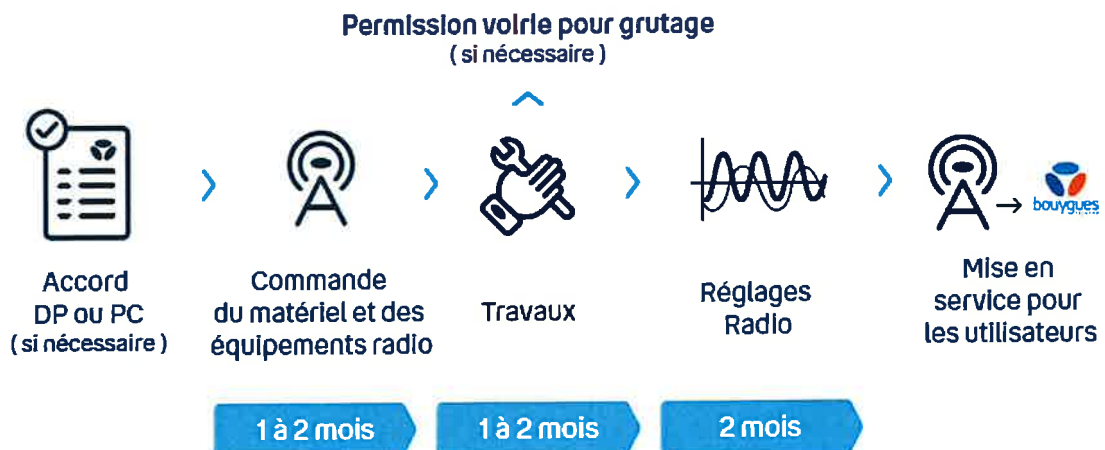 Permission voirie pour grutage
( si nécessaire )
Accord
DP ou PC
( si nécessaire )
Commande
du matériel et des
équipements radio
Travaux
Réglages
Radio
bouygues
Mise en
service pour
les utilisateurs
1 à 2 mois
1 à 2 mois
2 mois